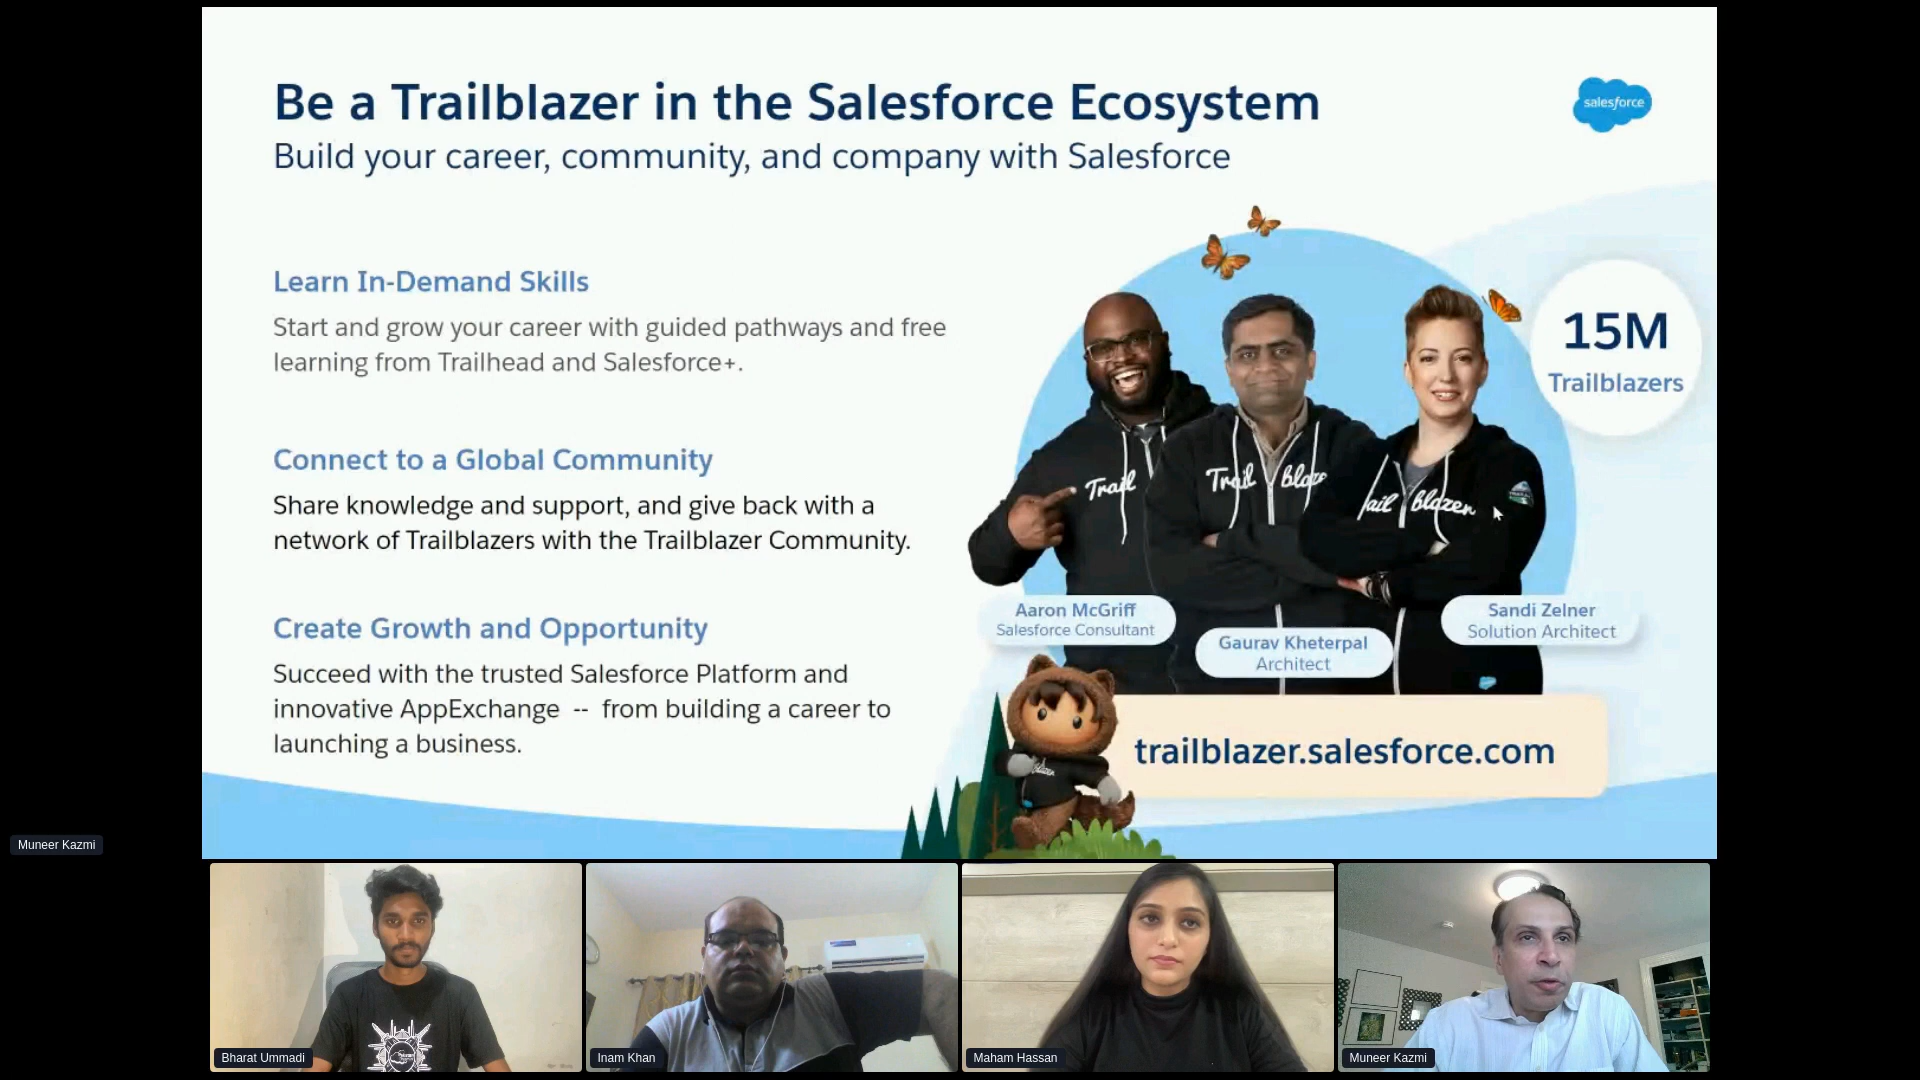 Be a Trailblazer in the Salesforce Ecosystem
Build your career, community, and company with Salesforce
salesforce
Learn In-Demand Skills
Start and grow your career with guided pathways and free
learning from Trailhead and Salesforce+.
Connect to a Global Community
Share knowledge and support, and give back with a
network of Trailblazers with the Trailblazer Community.
Create Growth and Opportunity
Succeed with the trusted Salesforce Platform and
innovative AppExchange -- from building a career to
launching a business.
15M
Trailblazers
Trail
Trail blaze
ail blazer
Aaron McGriff
Salesforce Consultant
Gaurav Kheterpal
Architect
Sandi Zelner
Solution Architect
trailblazer.salesforce.com
Muneer Kazmi
Bharat Ummadi
Inam Khan
Maham Hassan
Muneer Kazmi